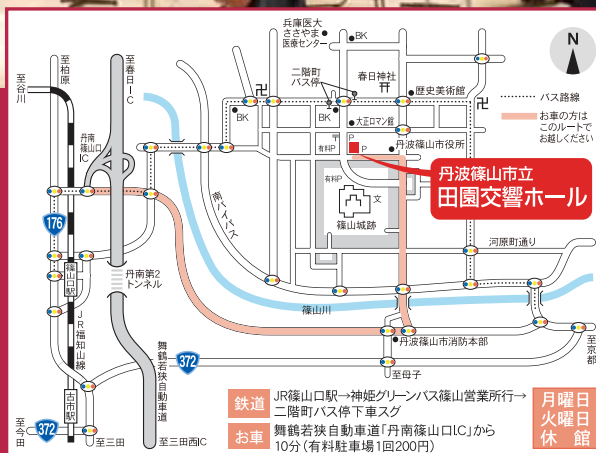 兵庫医大
ささやま
医療センター
BK
N
至谷川
至柏原
至春日IC
二階町
バス停
春日神社
歴史美術館
バス路線
お車の方は
このルートで
お越しください
BK
BK
大正ロマン館
丹南
篠山口
IC
〒
有料P
P
P
丹波篠山市役所
丹波篠山市立
田園交響ホール
有料P
文
篠山城跡
南バイパス
176
河原町通り
篠山口駅
丹南第2
トンネル
篠山川
JR福知山線
舞鶴若狭自動車道
372
丹波篠山市消防本部
至京都
至母子
古市駅
至今田
372
至三田
至三田西IC
鉄道
JR篠山口駅→神姫グリーンバス篠山営業所行→
二階町バス停下車スグ
お車
舞鶴若狭自動車道「丹南篠山口I.C」から
10分(有料駐車場1回200円)
月曜日
火曜日
休館